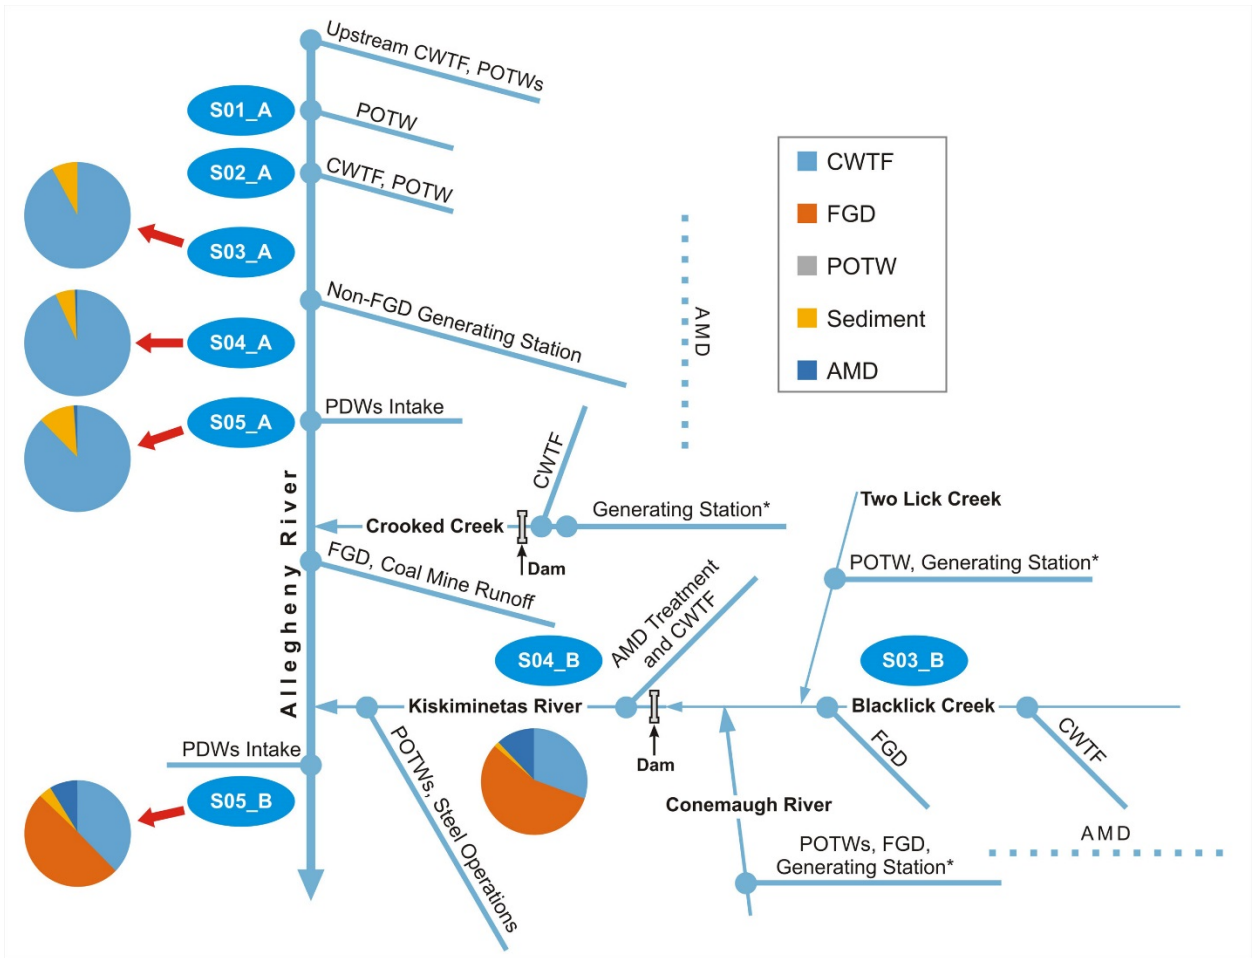 Upstream CWTF, POTWs
S01_A
POTW
S02_A
CWTF, POTW
S03_A
CWTF
FGD
POTW
Sediment
AMD
AMD
Non-FGD Generating Station
S04_A
PDWs Intake
S05_A
CWTF
Allegheny River
Crooked Creek
Generating Station*
Dam
Two Lick Creek
POTW, Generating Station*
FGD, Coal Mine Runoff
AMD Treatment
and CWTF
S04_B
S03_B
Kiskiminetas River
Blacklick Creek
Dam
FGD
CWTF
PDWs Intake
POTWs, Steel Operations
S05_B
Conemaugh River
POTWs, FGD,
Generating Station*
AMD